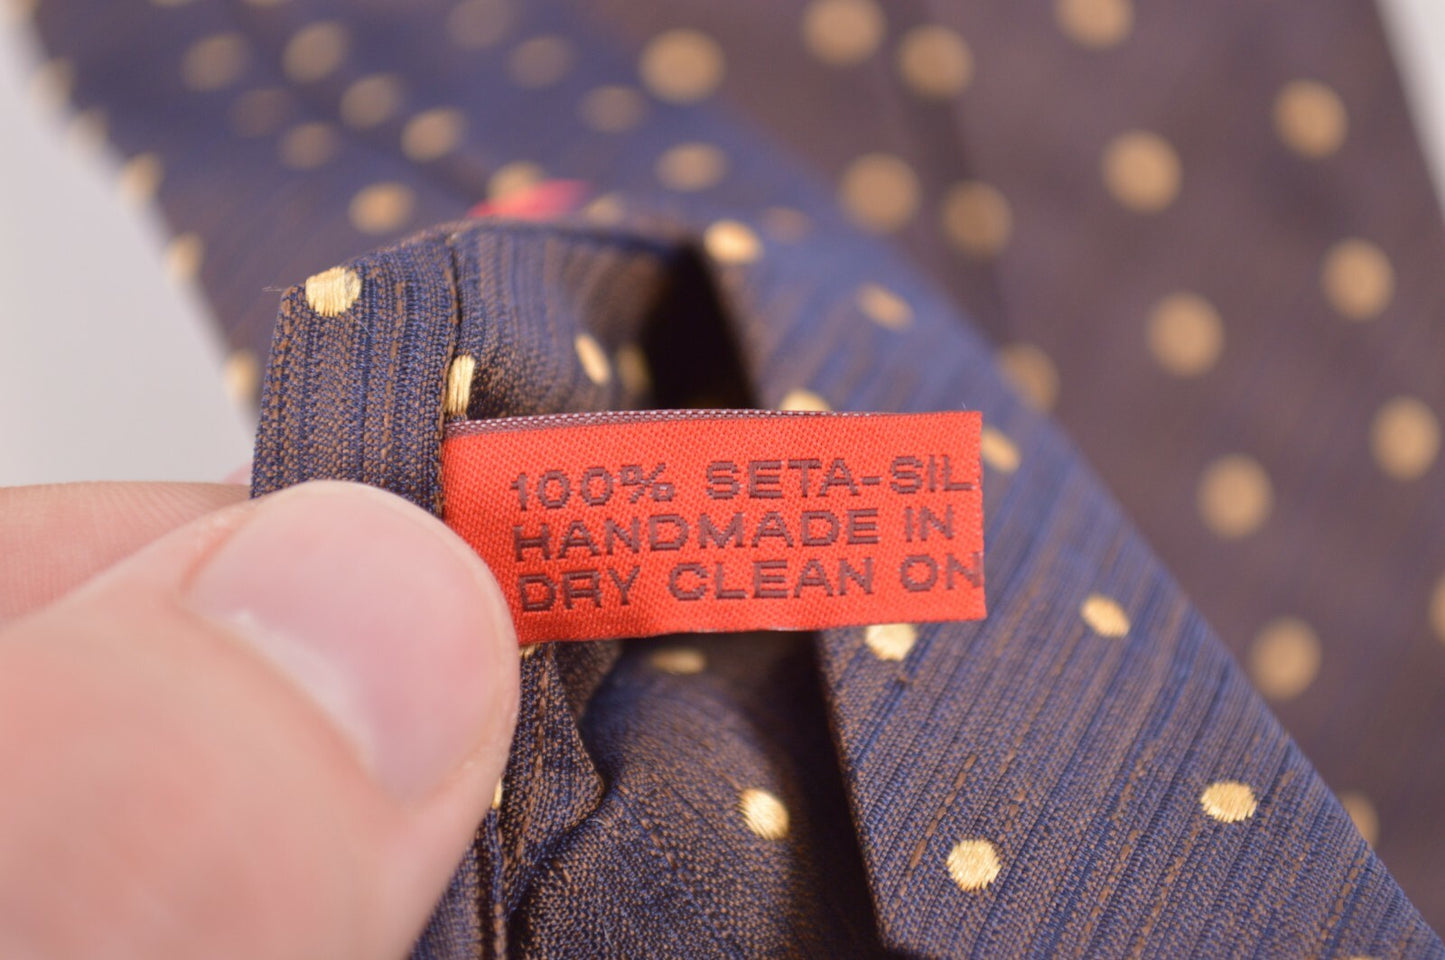 100% SETA-SIL
HANDMADE IN
DRY CLEAN ON